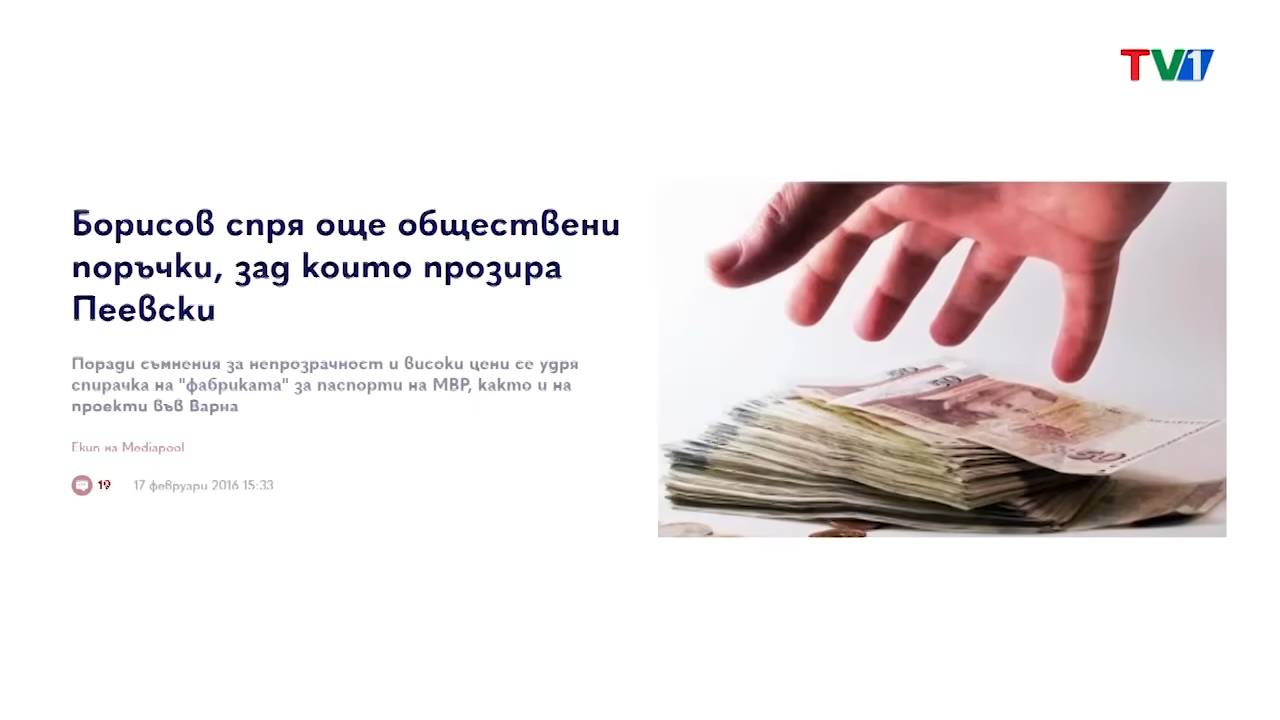 TV1
Борисов спря още обществени
поръчки, зад които прозира
Пеевски
Поради съмнения за непрозрачност и високи цени се удря
спирачка на "фабриката" за паспорти на МВР, както и на
проекти във Варна
Екип на Mediapool
19 17 февруари 2016 15:33
50
50